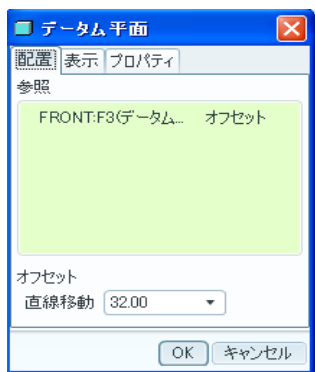 データム平面
配置 表示 プロパティ
参照
FRONT:F3(データム... オフセット
オフセット
直線移動 32.00
OK キャンセル